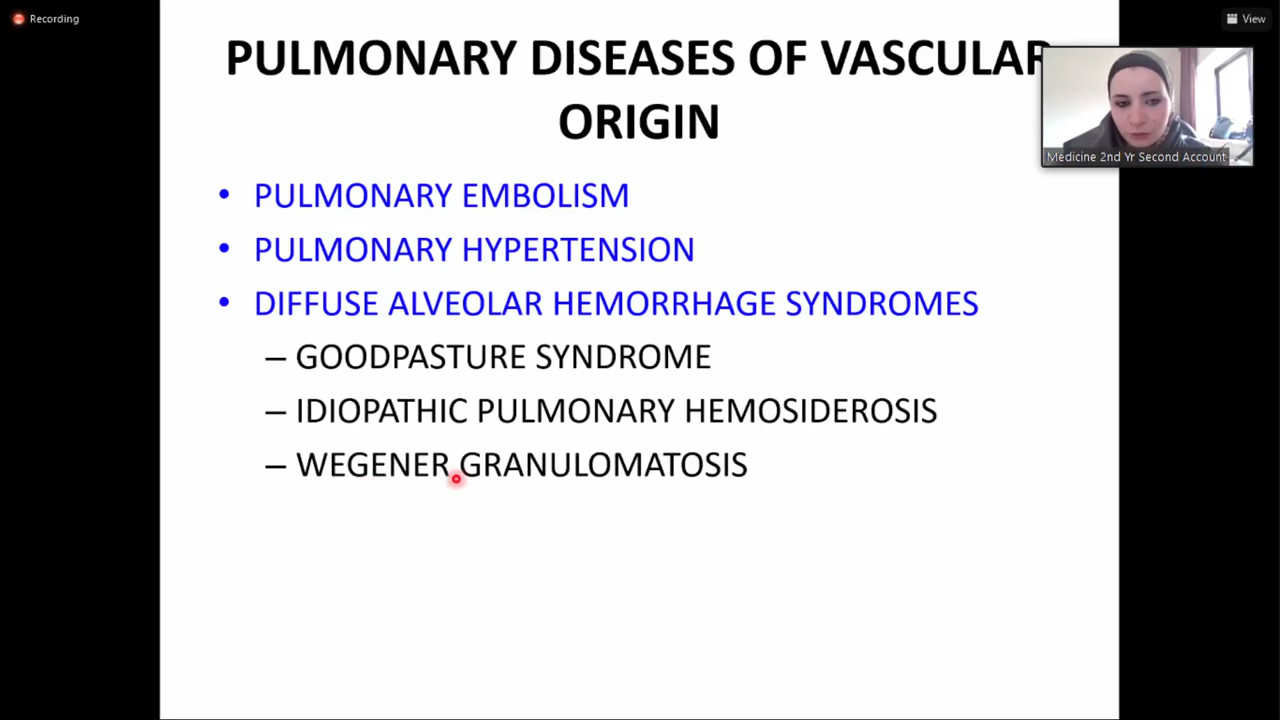 Recording
View
PULMONARY DISEASES OF VASCULAR
ORIGIN
Medicine 2nd Yr Second Account
• PULMONARY EMBOLISM
• PULMONARY HYPERTENSION
• DIFFUSE ALVEOLAR HEMORRHAGE SYNDROMES
– GOODPASTURE SYNDROME
– IDIOPATHIC PULMONARY HEMOSIDEROSIS
– WEGENER GRANULOMATOSIS